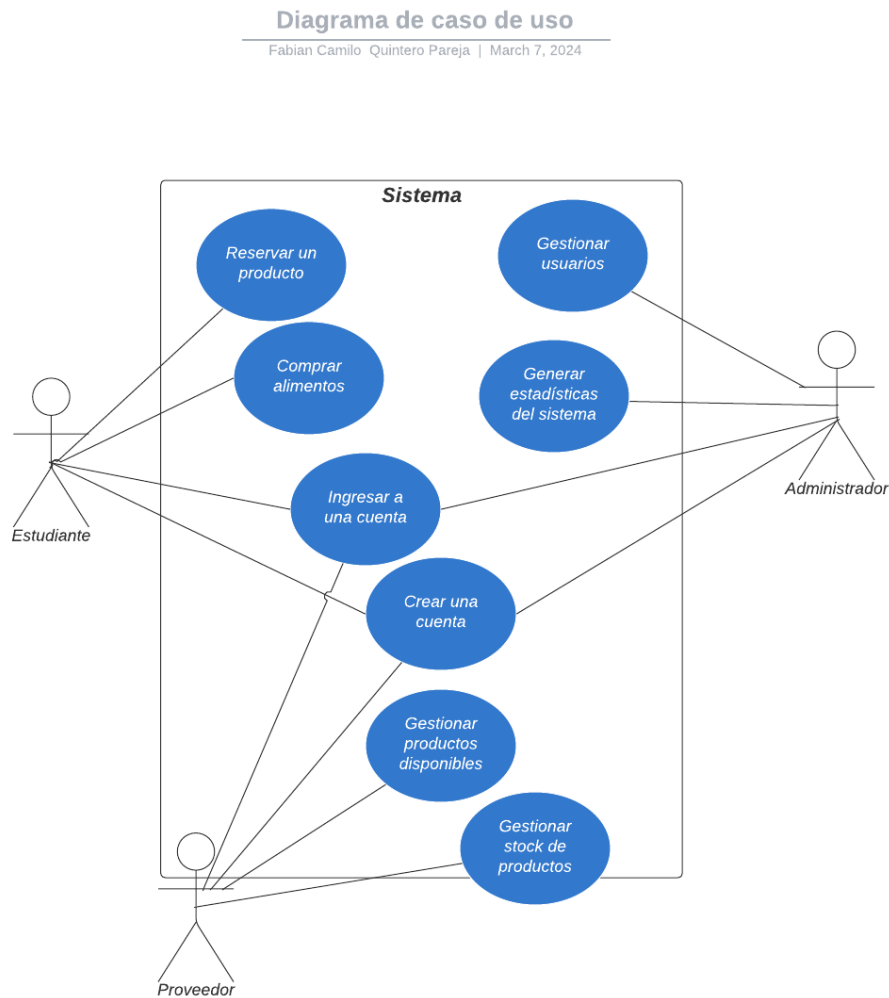 Diagrama de caso de uso
Fabian Camilo Quintero Pareja | March 7, 2024
Sistema
Reservar un
producto
Gestionar
usuarios
Comprar
alimentos
Generar
estadísticas
del sistema
Administrador
Estudiante
Ingresar a
una cuenta
Crear una
cuenta
Gestionar
productos
disponibles
Gestionar
stock de
productos
Proveedor